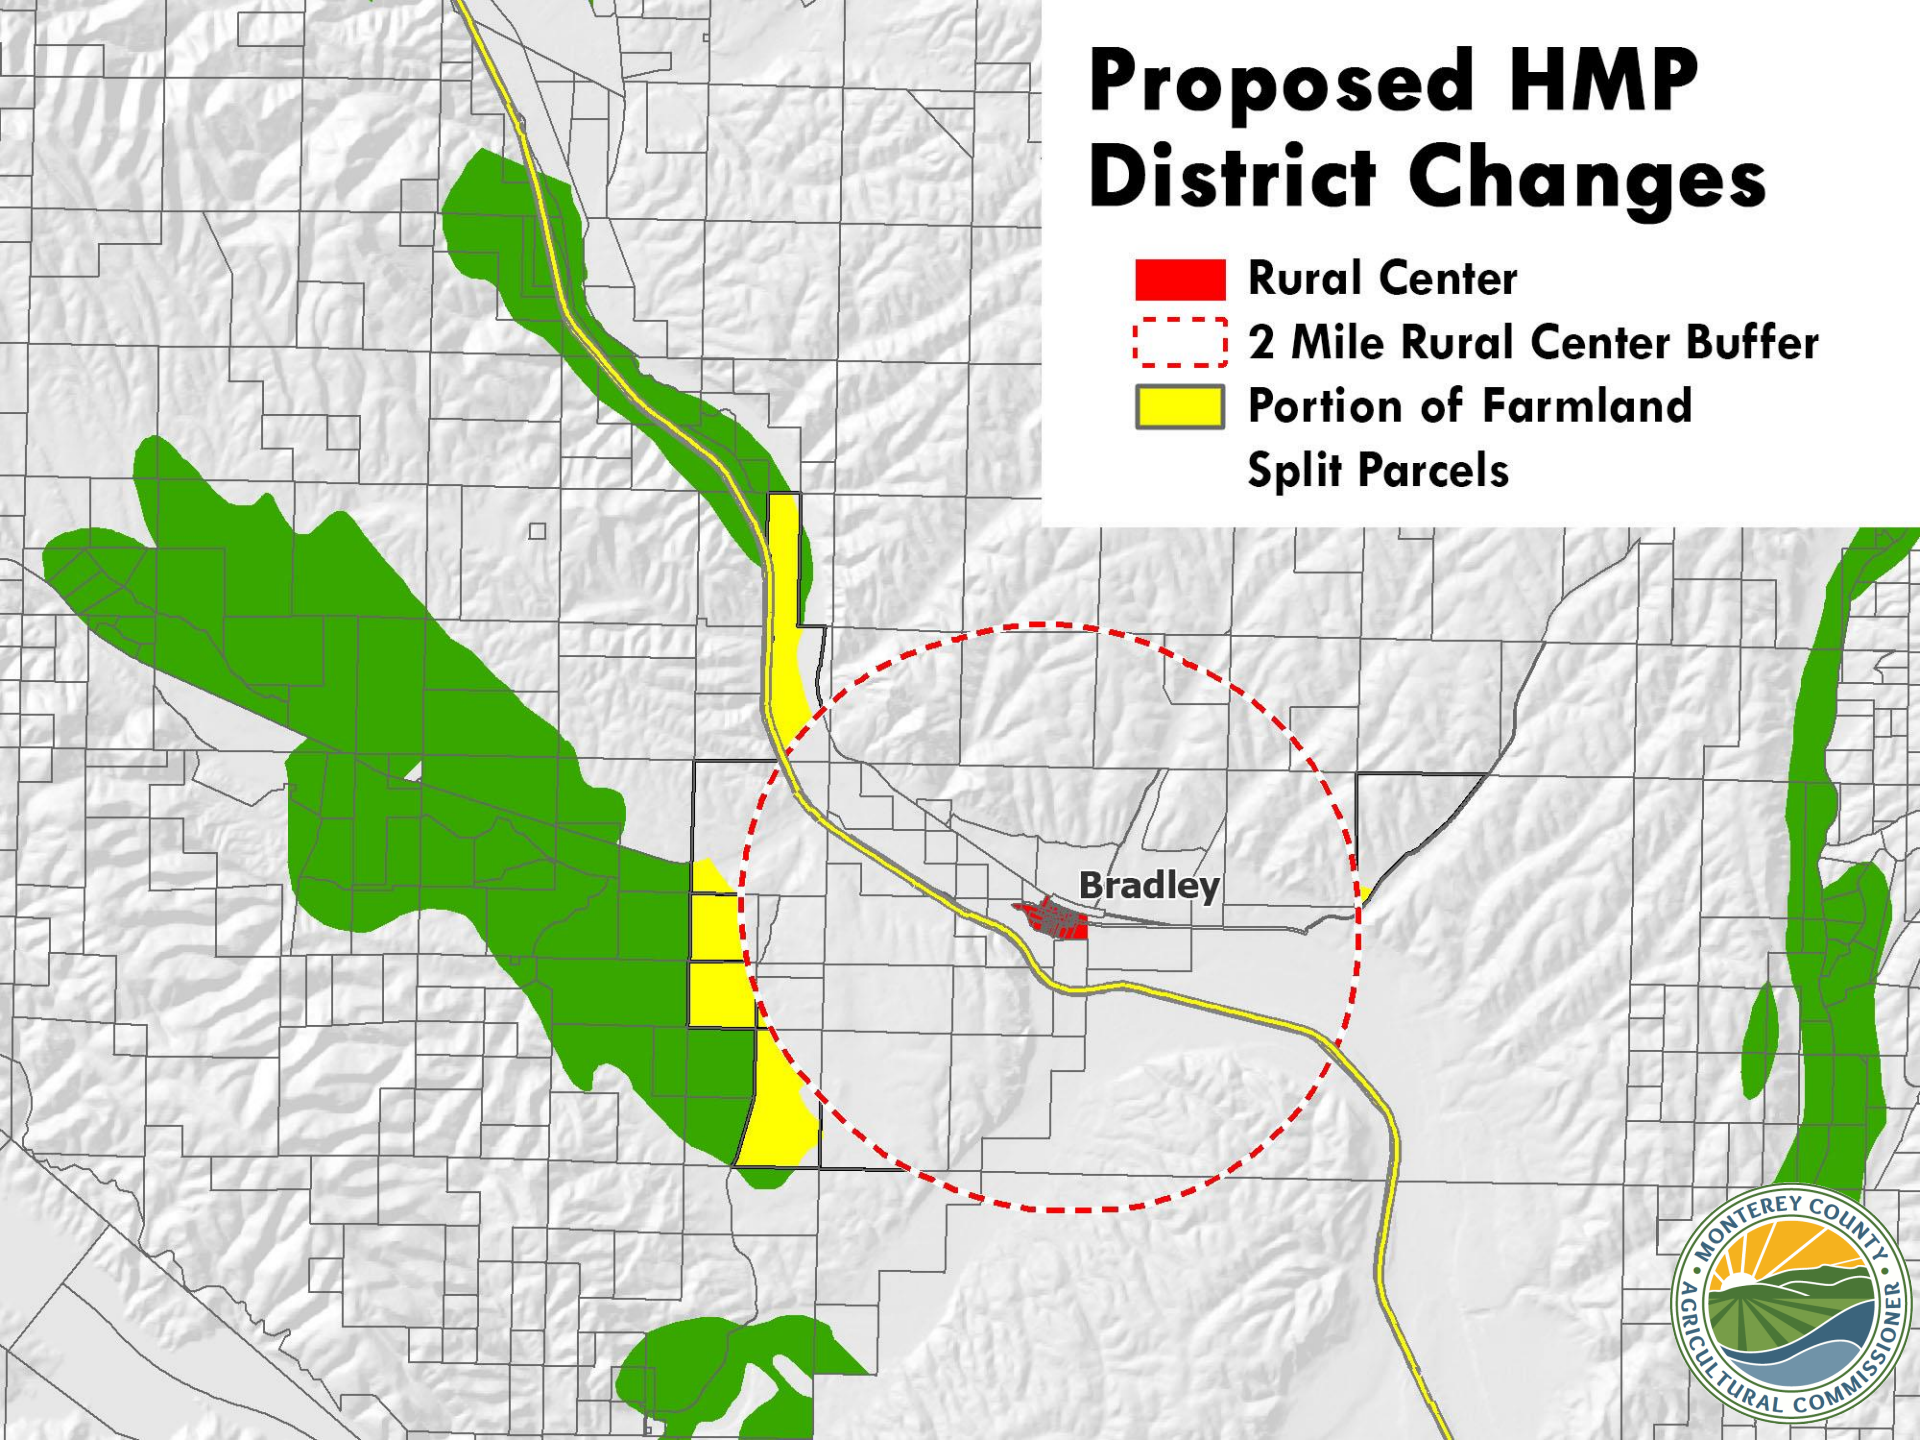 Proposed HMP
District Changes
Rural Center
2 Mile Rural Center Buffer
Portion of Farmland
Split Parcels
Bradley
MONTEREY COUNTY
AGRICULTURAL COMMISSIONER